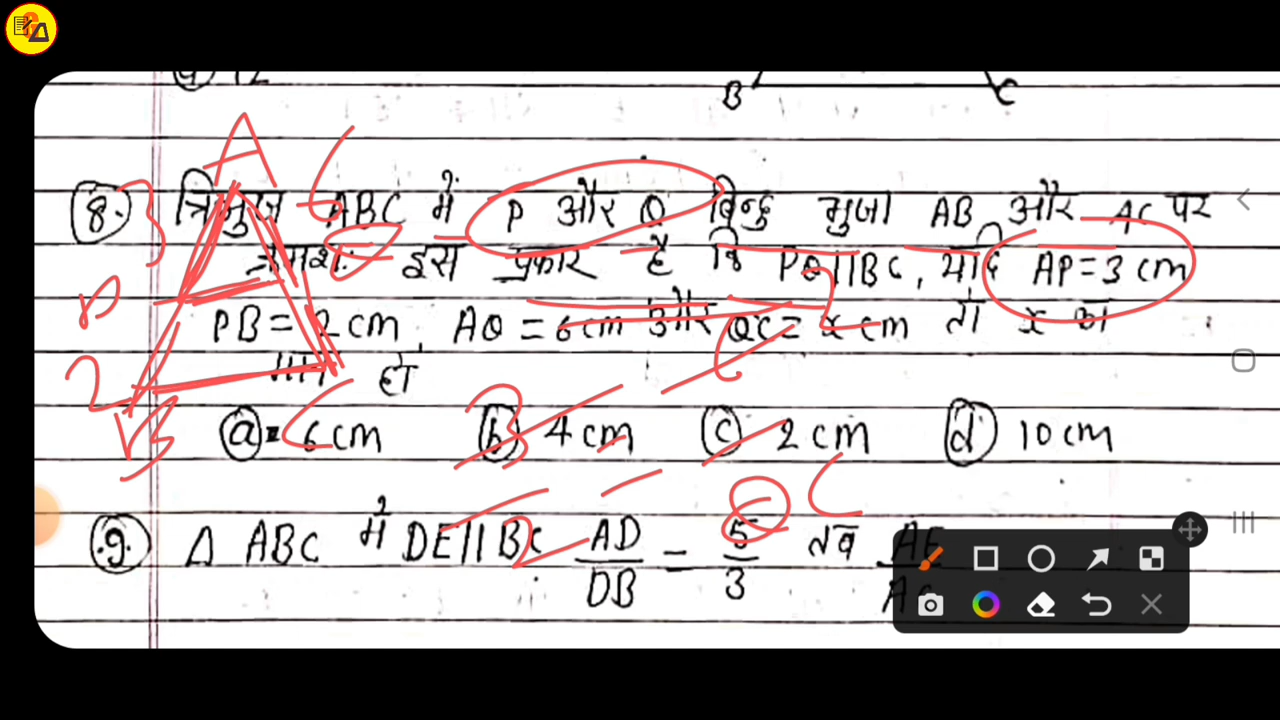 B C
8. त्रिभुज ABC में P और Q बिन्दु भुजा AB और AC पर
इस प्रकार है कि PQ||BC, यदि AP = 3 cm
PB = 2 cm, AQ = 6 cm और QC = x cm तो x का
मान हो
(a) 6 cm (b) 4 cm (c) 2 cm (d) 10 cm
9. Δ ABC में DE||BC AD/DB = 5/3 तब